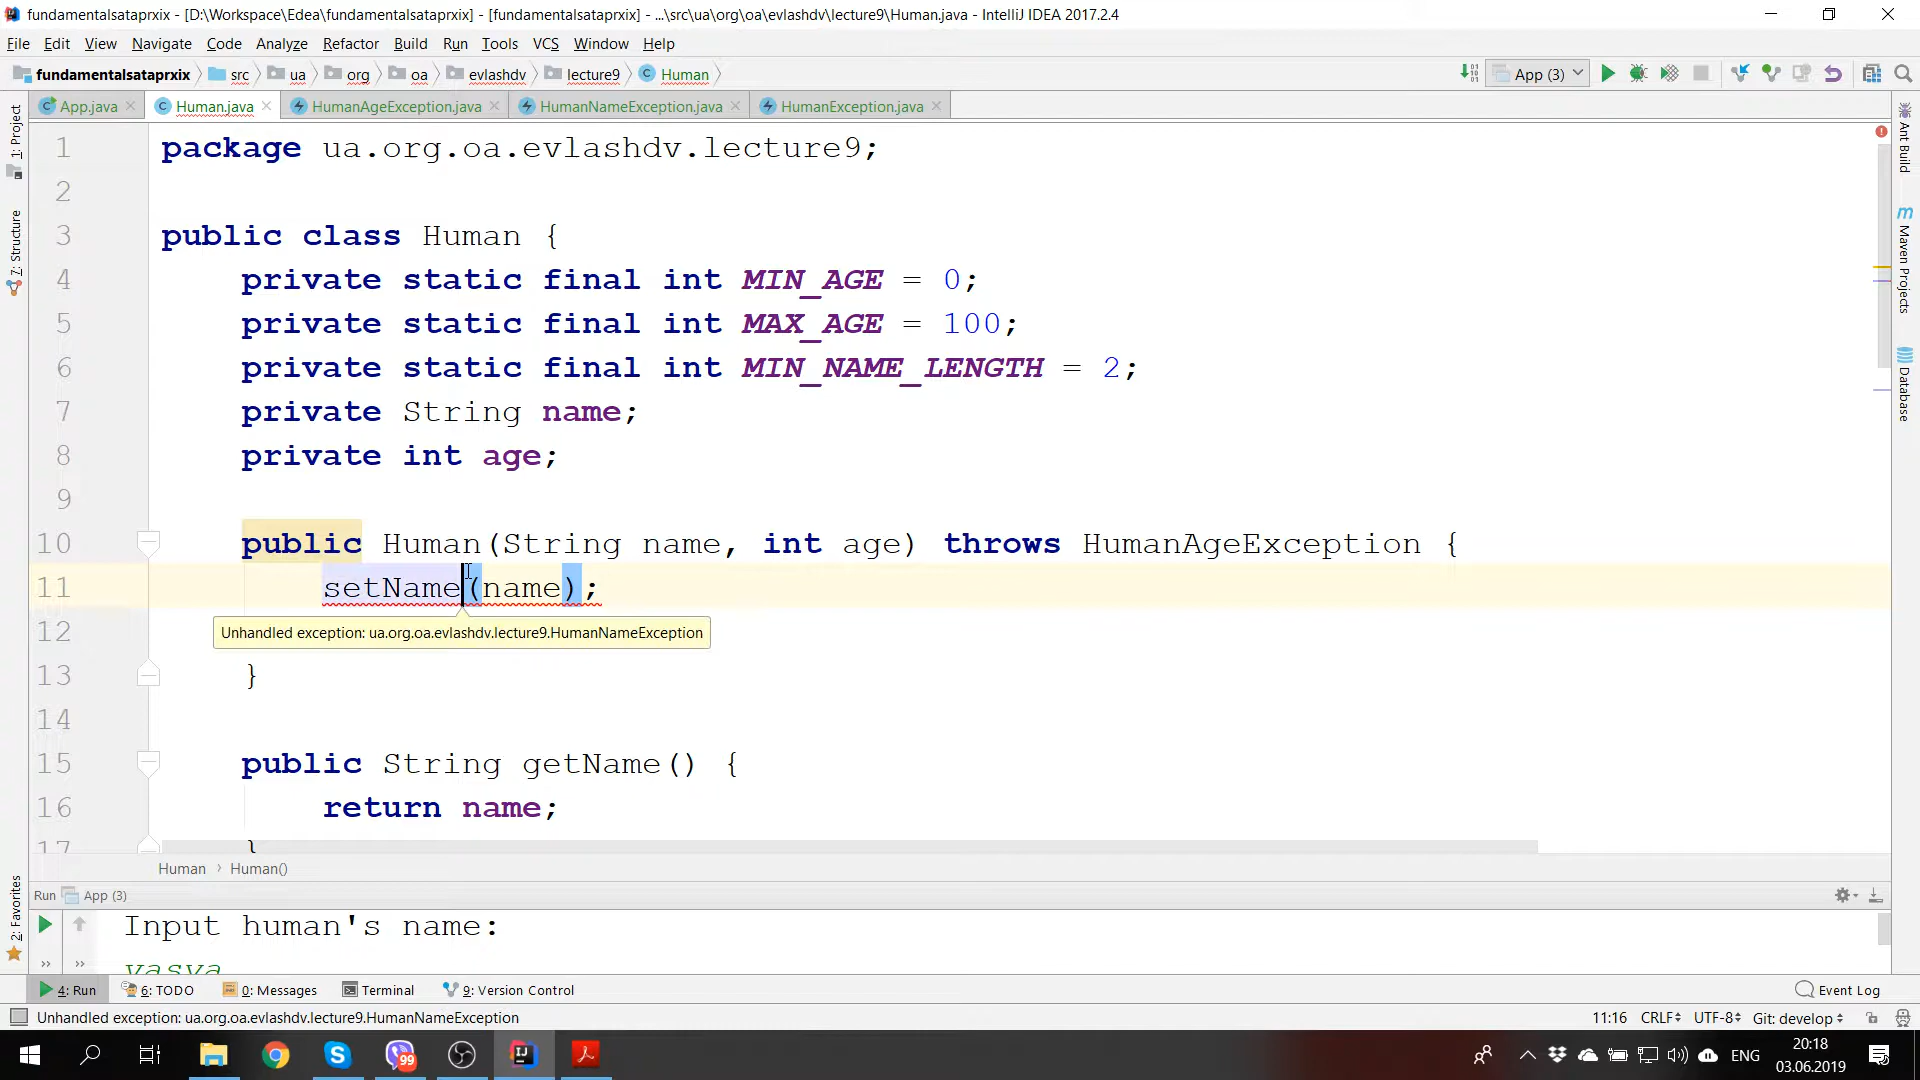 fundamentalsataprxix - [D:\Workspace\Edea\fundamentalsataprxix] - [fundamentalsataprxix] - ...\src\ua\org\oa\evlashdv\lecture9\Human.java - IntelliJ IDEA 2017.2.4
File Edit View Navigate Code Analyze Refactor Build Run Tools VCS Window Help
fundamentalsataprxix src ua org oa evlashdv lecture9 Human App (3)
App.java Human.java HumanAgeException.java HumanNameException.java HumanException.java
1 package ua.org.oa.evlashdv.lecture9;
2
3 public class Human {
4 private static final int MIN_AGE = 0;
5 private static final int MAX_AGE = 100;
6 private static final int MIN_NAME_LENGTH = 2;
7 private String name;
8 private int age;
9
10 public Human(String name, int age) throws HumanAgeException {
11 setName(name);
12
Unhandled exception: ua.org.oa.evlashdv.lecture9.HumanNameException
13 }
14
15 public String getName() {
16 return name;
17 }
1: Project
7: Structure
2: Favorites
Ant Build
Maven Projects
Database
Human Human()
Run App (3)
Input human's name:
vasya
4: Run 6: TODO 0: Messages Terminal 9: Version Control Event Log
Unhandled exception: ua.org.oa.evlashdv.lecture9.HumanNameException 11:16 CRLF UTF-8 Git: develop
99
ENG
20:18
03.06.2019